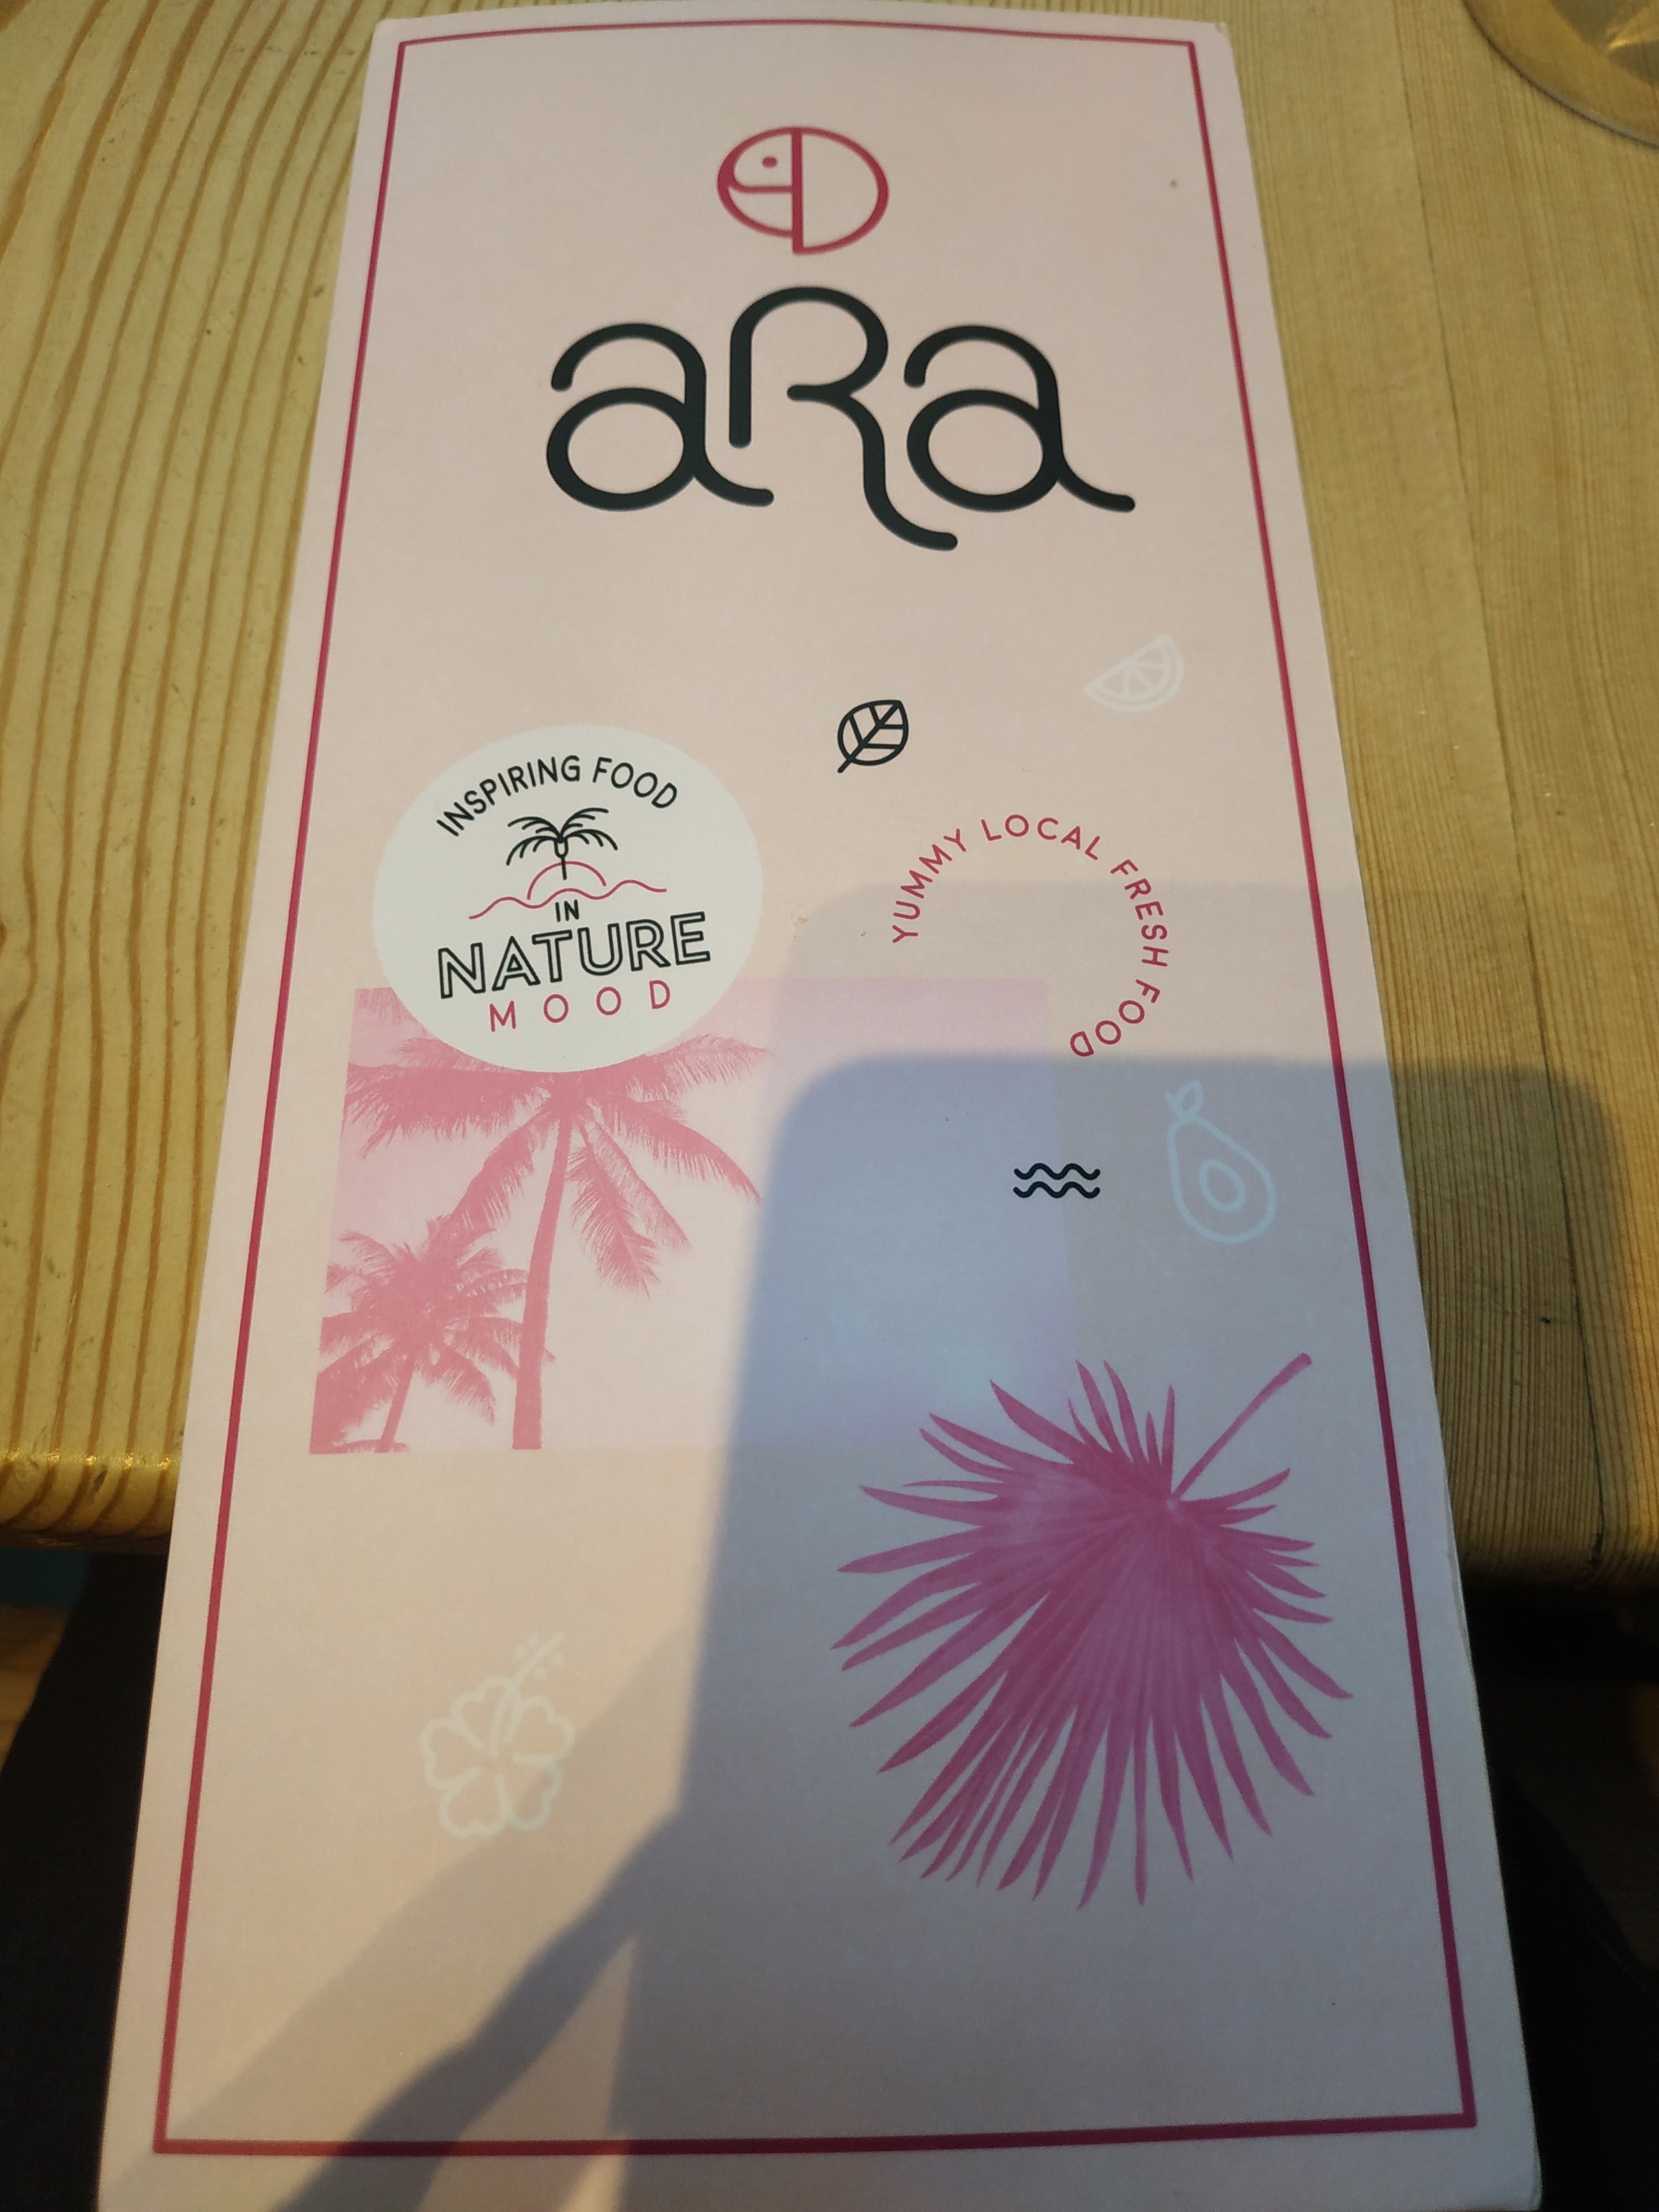 aRa
INSPIRING FOOD
IN
NATURE
MOOD
YUMMY LOCAL FRESH FOOD